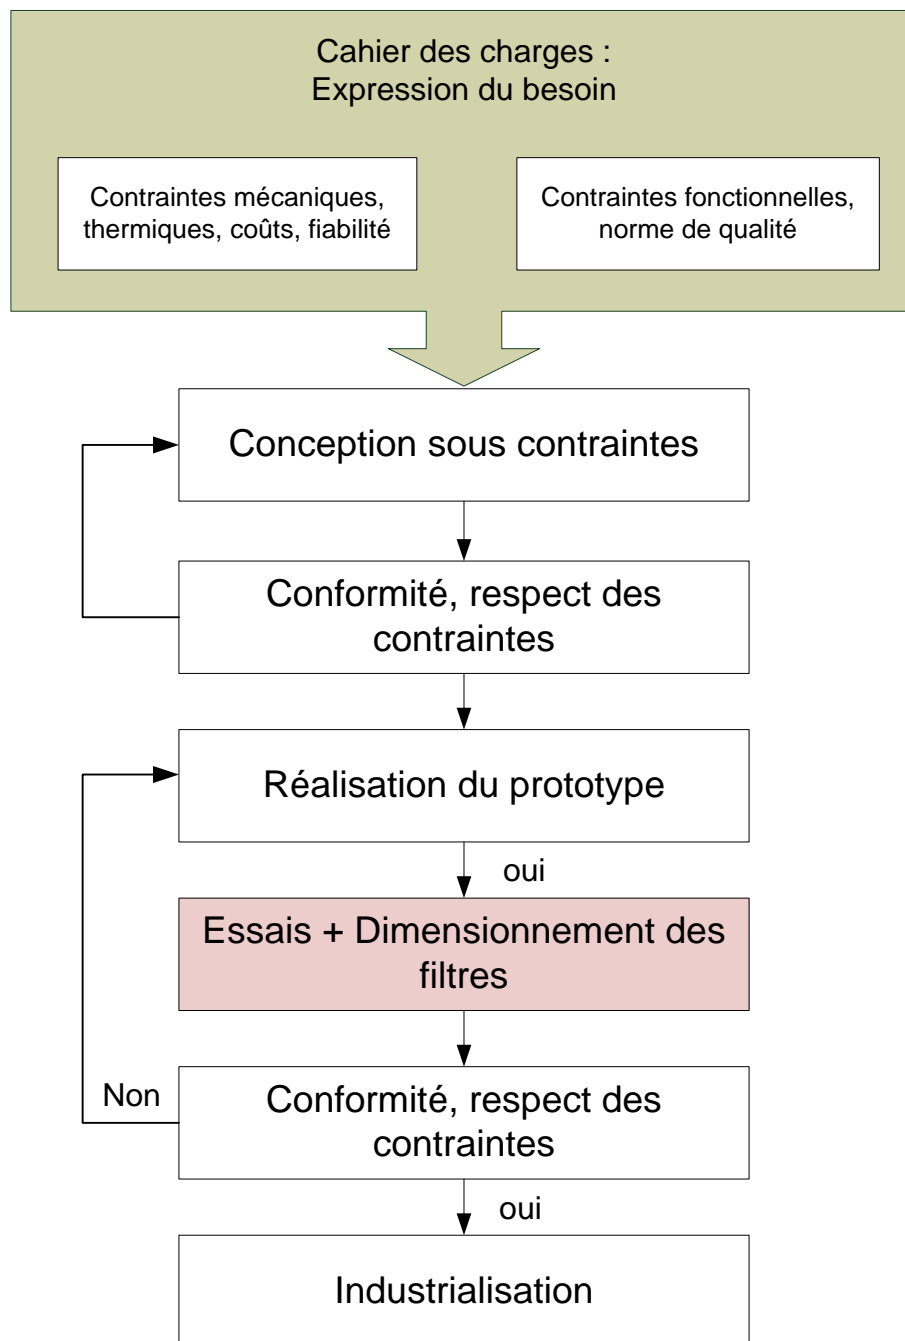 Cahier des charges :
Expression du besoin
Contraintes mécaniques,
thermiques, coûts, fiabilité
Contraintes fonctionnelles,
norme de qualité
Conception sous contraintes
Conformité, respect des
contraintes
Réalisation du prototype
oui
Essais + Dimensionnement des
filtres
Non
Conformité, respect des
contraintes
oui
Industrialisation